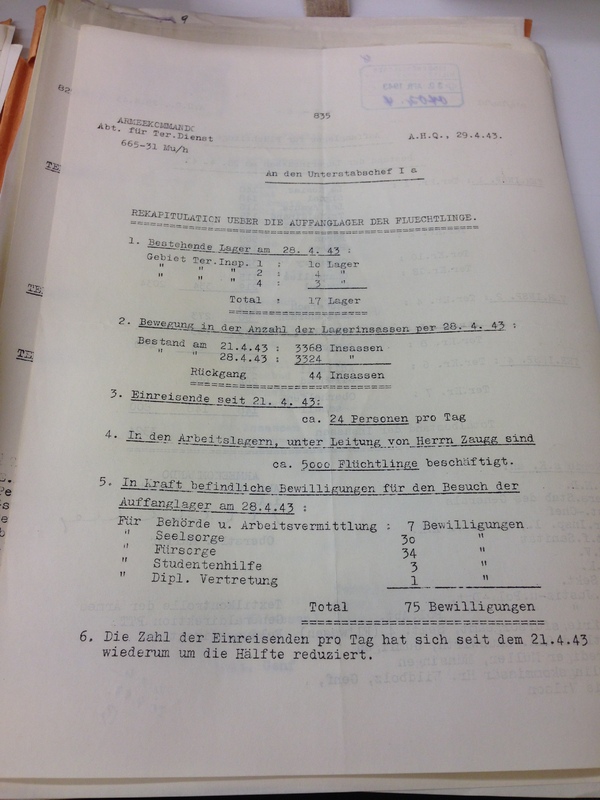 835
ARMEEKOMMANDO
Abt. für Ter.Dienst
665-31 Mu/h
A.H.Q., 29.4.43.
An den Unterstabschef I a
REKAPITULATION UEBER DIE AUFFANGLAGER DER FLUECHTLINGE.
1. Bestehende Lager am 28. 4. 43 :
Gebiet Ter.Insp. 1 : 1o Lager
" " " 2 : 4 "
" " " 4 : 3 "
Total : 17 Lager
2. Bewegung in der Anzahl der Lagerinsassen per 28. 4. 43 :
Bestand am 21.4.43 : 3368 Insassen
" " 28.4.43 : 3324 "
Rückgang 44 Insassen
3. Einreisende seit 21. 4. 43:
ca. 24 Personen pro Tag
4. In den Arbeitslagern, unter Leitung von Herrn Zaugg sind
ca. 5ooo Flüchtlinge beschäftigt.
5. In Kraft befindliche Bewilligungen für den Besuch der
Auffanglager am 28.4.43 :
Für Behörde u. Arbeitsvermittlung : 7 Bewilligungen
" Seelsorge 3o "
" Fürsorge 34 "
" Studentenhilfe 3 "
" Dipl. Vertretung 1 "
Total 75 Bewilligungen
6. Die Zahl der Einreisenden pro Tag hat sich seit dem 21.4.43
wiederum um die Hälfte reduziert.